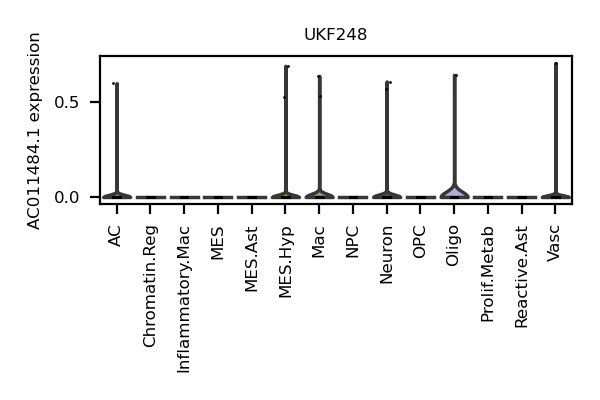 UKF248
AC011484.1 expression
0.5
0.0
AC
Chromatin.Reg
Inflammatory.Mac
MES
MES.Ast
MES.Hyp
Mac
NPC
Neuron
OPC
Oligo
Prolif.Metab
Reactive.Ast
Vasc